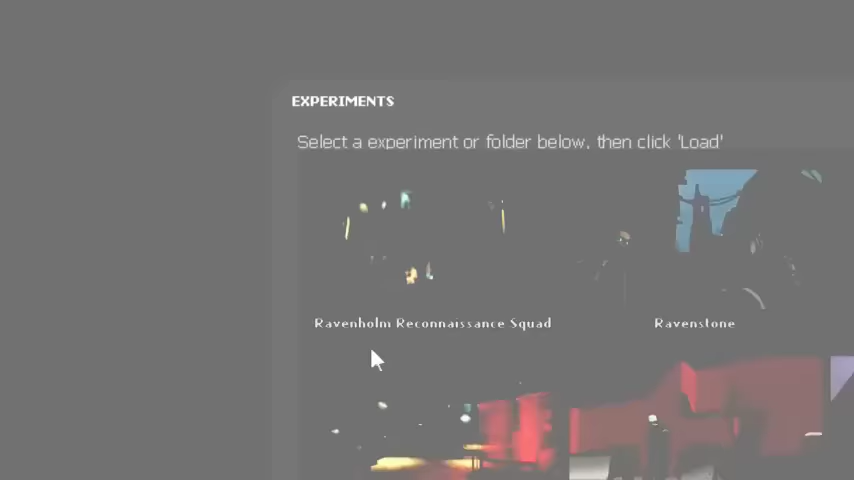 EXPERIMENTS
Select a experiment or folder below, then click 'Load'
Ravenholm Reconnaissance Squad
Ravenstone